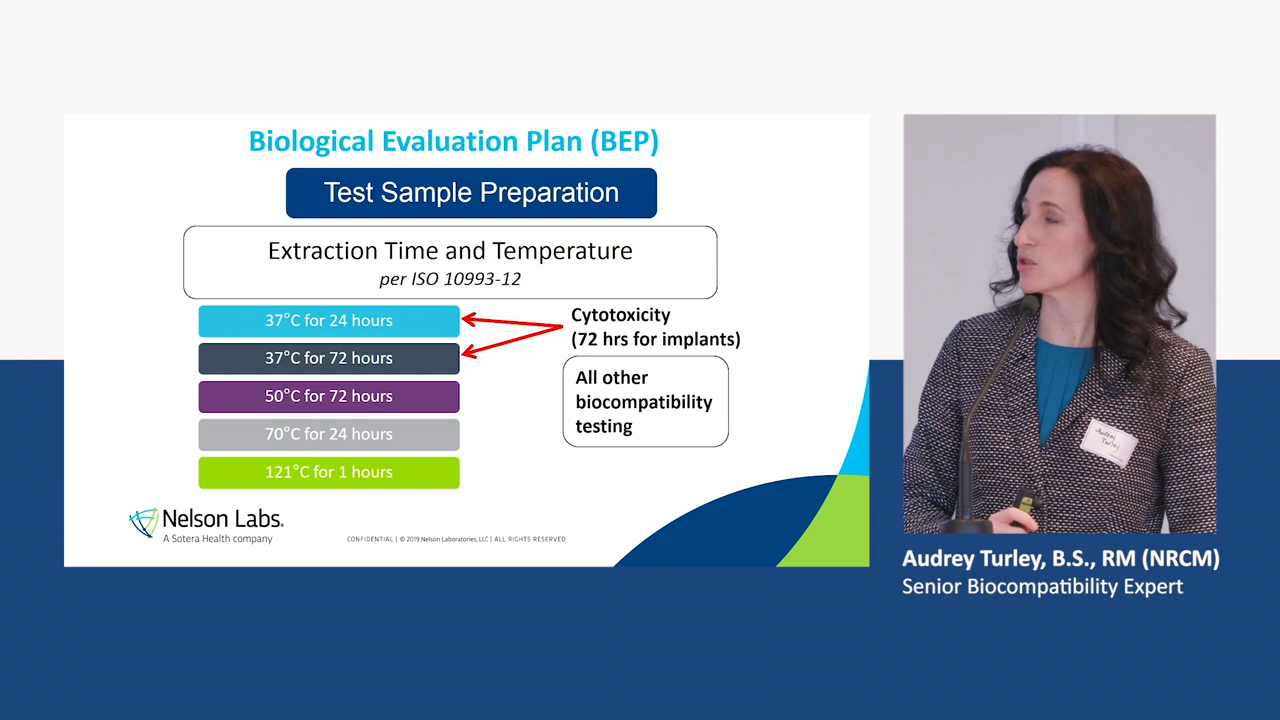 Biological Evaluation Plan (BEP)
Test Sample Preparation
Extraction Time and Temperature
per ISO 10993-12
37°C for 24 hours
37°C for 72 hours
50°C for 72 hours
70°C for 24 hours
121°C for 1 hours
Cytotoxicity
(72 hrs for implants)
All other
biocompatibility
testing
Nelson Labs.
A Sotera Health company
CONFIDENTIAL | © 2019 Nelson Laboratories, LLC | ALL RIGHTS RESERVED
Audrey
Turley
Audrey Turley, B.S., RM (NRCM)
Senior Biocompatibility Expert